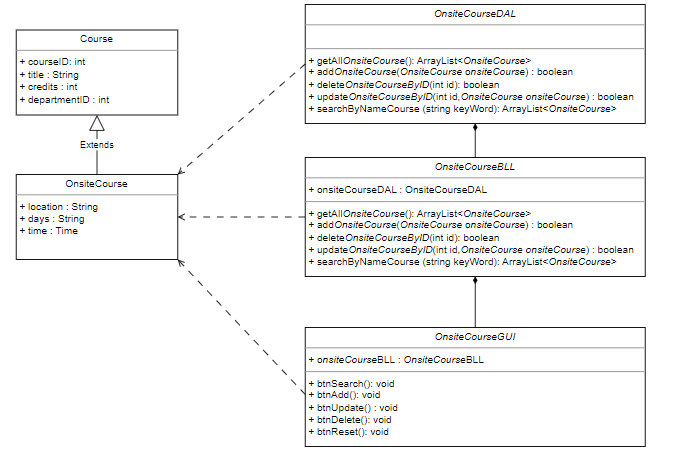 Course
+ courseID: int
+ title : String
+ credits : int
+ departmentID : int
Extends
OnsiteCourse
+ location : String
+ days : String
+ time : Time
OnsiteCourseDAL
+ getAllOnsiteCourse(): ArrayList<OnsiteCourse>
+ addOnsiteCourse(OnsiteCourse onsiteCourse) : boolean
+ deleteOnsiteCourseByID(int id): boolean
+ updateOnsiteCourseByID(int id,OnsiteCourse onsiteCourse) : boolean
+ searchByNameCourse (string keyWord): ArrayList<OnsiteCourse>
OnsiteCourseBLL
+ onsiteCourseDAL : OnsiteCourseDAL
+ getAllOnsiteCourse(): ArrayList<OnsiteCourse>
+ addOnsiteCourse(OnsiteCourse onsiteCourse) : boolean
+ deleteOnsiteCourseByID(int id): boolean
+ updateOnsiteCourseByID(int id,OnsiteCourse onsiteCourse) : boolean
+ searchByNameCourse (string keyWord): ArrayList<OnsiteCourse>
OnsiteCourseGUI
+ onsiteCourseBLL : OnsiteCourseBLL
+ btnSearch(): void
+ btnAdd(): void
+ btnUpdate() : void
+ btnDelete(): void
+ btnReset(): void